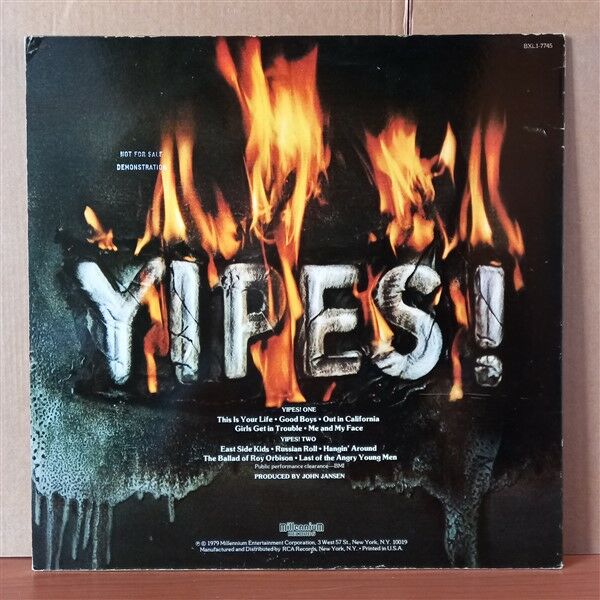 BXL1-7745
NOT FOR SALE
DEMONSTRATION
YIPES!
YIPES! ONE
This Is Your Life • Good Boys • Out in California
Girls Get in Trouble • Me and My Face
YIPES! TWO
East Side Kids • Russian Roll • Hangin' Around
The Ballad of Roy Orbison • Last of the Angry Young Men
Public performance clearance—BMI
PRODUCED BY JOHN JANSEN
Millennium
RECORDS
℗ © 1979 Millennium Entertainment Corporation, 3 West 57 St., New York, N.Y. 10019
Manufactured and Distributed by RCA Records, New York, N.Y. • Printed in U.S.A.